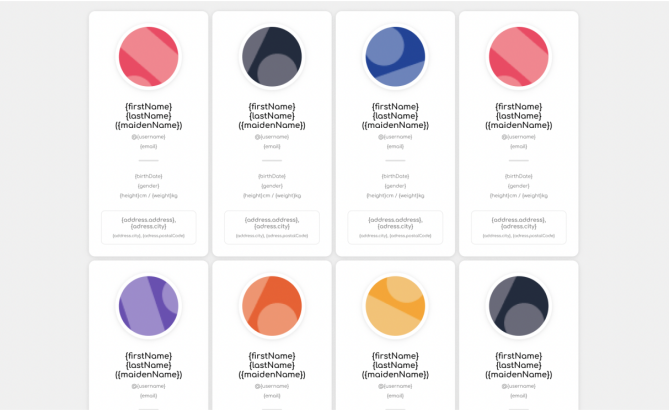 {firstName}
{lastName}
({maidenName})
@{username}
{email}
{birthDate}
{gender}
{height}cm / {weight}kg
{address.address},
{adress.city}
{address.city}, {adress.postalCode}
{firstName}
{lastName}
({maidenName})
@{username}
{email}
{birthDate}
{gender}
{height}cm / {weight}kg
{address.address},
{adress.city}
{address.city}, {adress.postalCode}
{firstName}
{lastName}
({maidenName})
@{username}
{email}
{birthDate}
{gender}
{height}cm / {weight}kg
{address.address},
{adress.city}
{address.city}, {adress.postalCode}
{firstName}
{lastName}
({maidenName})
@{username}
{email}
{birthDate}
{gender}
{height}cm / {weight}kg
{address.address},
{adress.city}
{address.city}, {adress.postalCode}
{firstName}
{lastName}
({maidenName})
@{username}
{email}
{firstName}
{lastName}
({maidenName})
@{username}
{email}
{firstName}
{lastName}
({maidenName})
@{username}
{email}
{firstName}
{lastName}
({maidenName})
@{username}
{email}